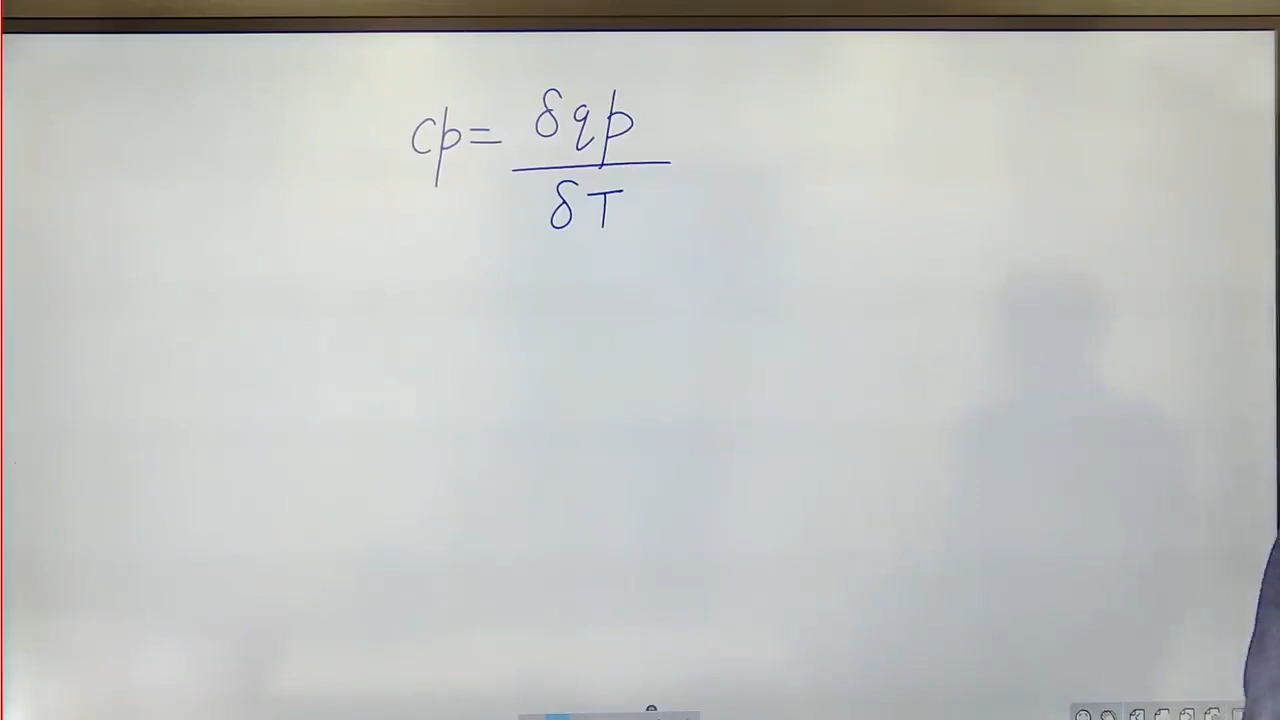 Cp = δqp / δT